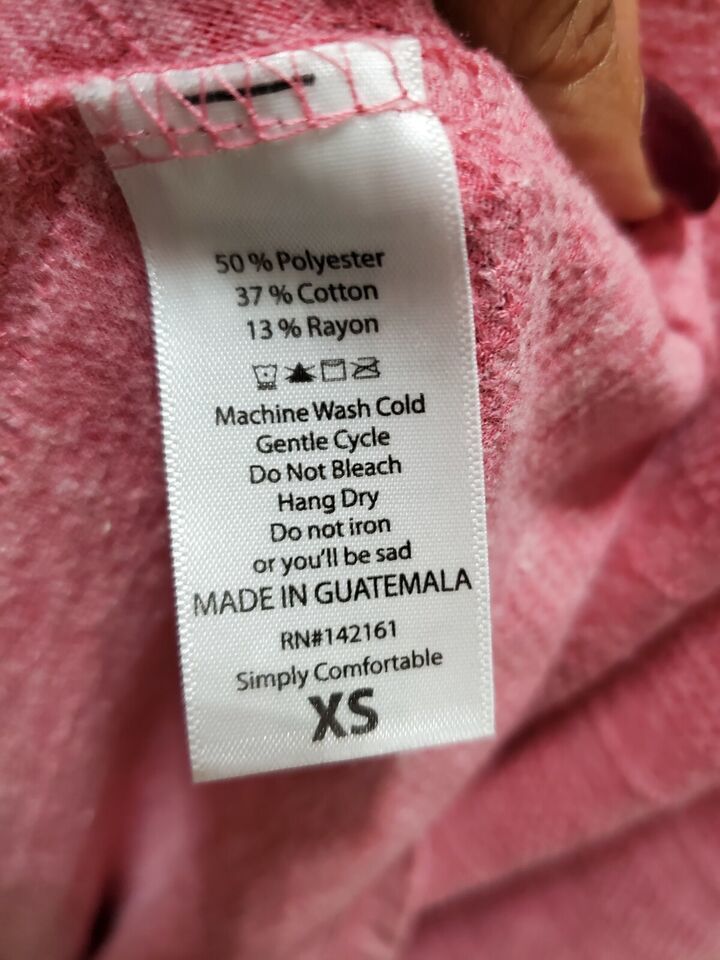 50 % Polyester
37 % Cotton
13 % Rayon
Machine Wash Cold
Gentle Cycle
Do Not Bleach
Hang Dry
Do not iron
or you'll be sad
MADE IN GUATEMALA
RN#142161
Simply Comfortable
XS